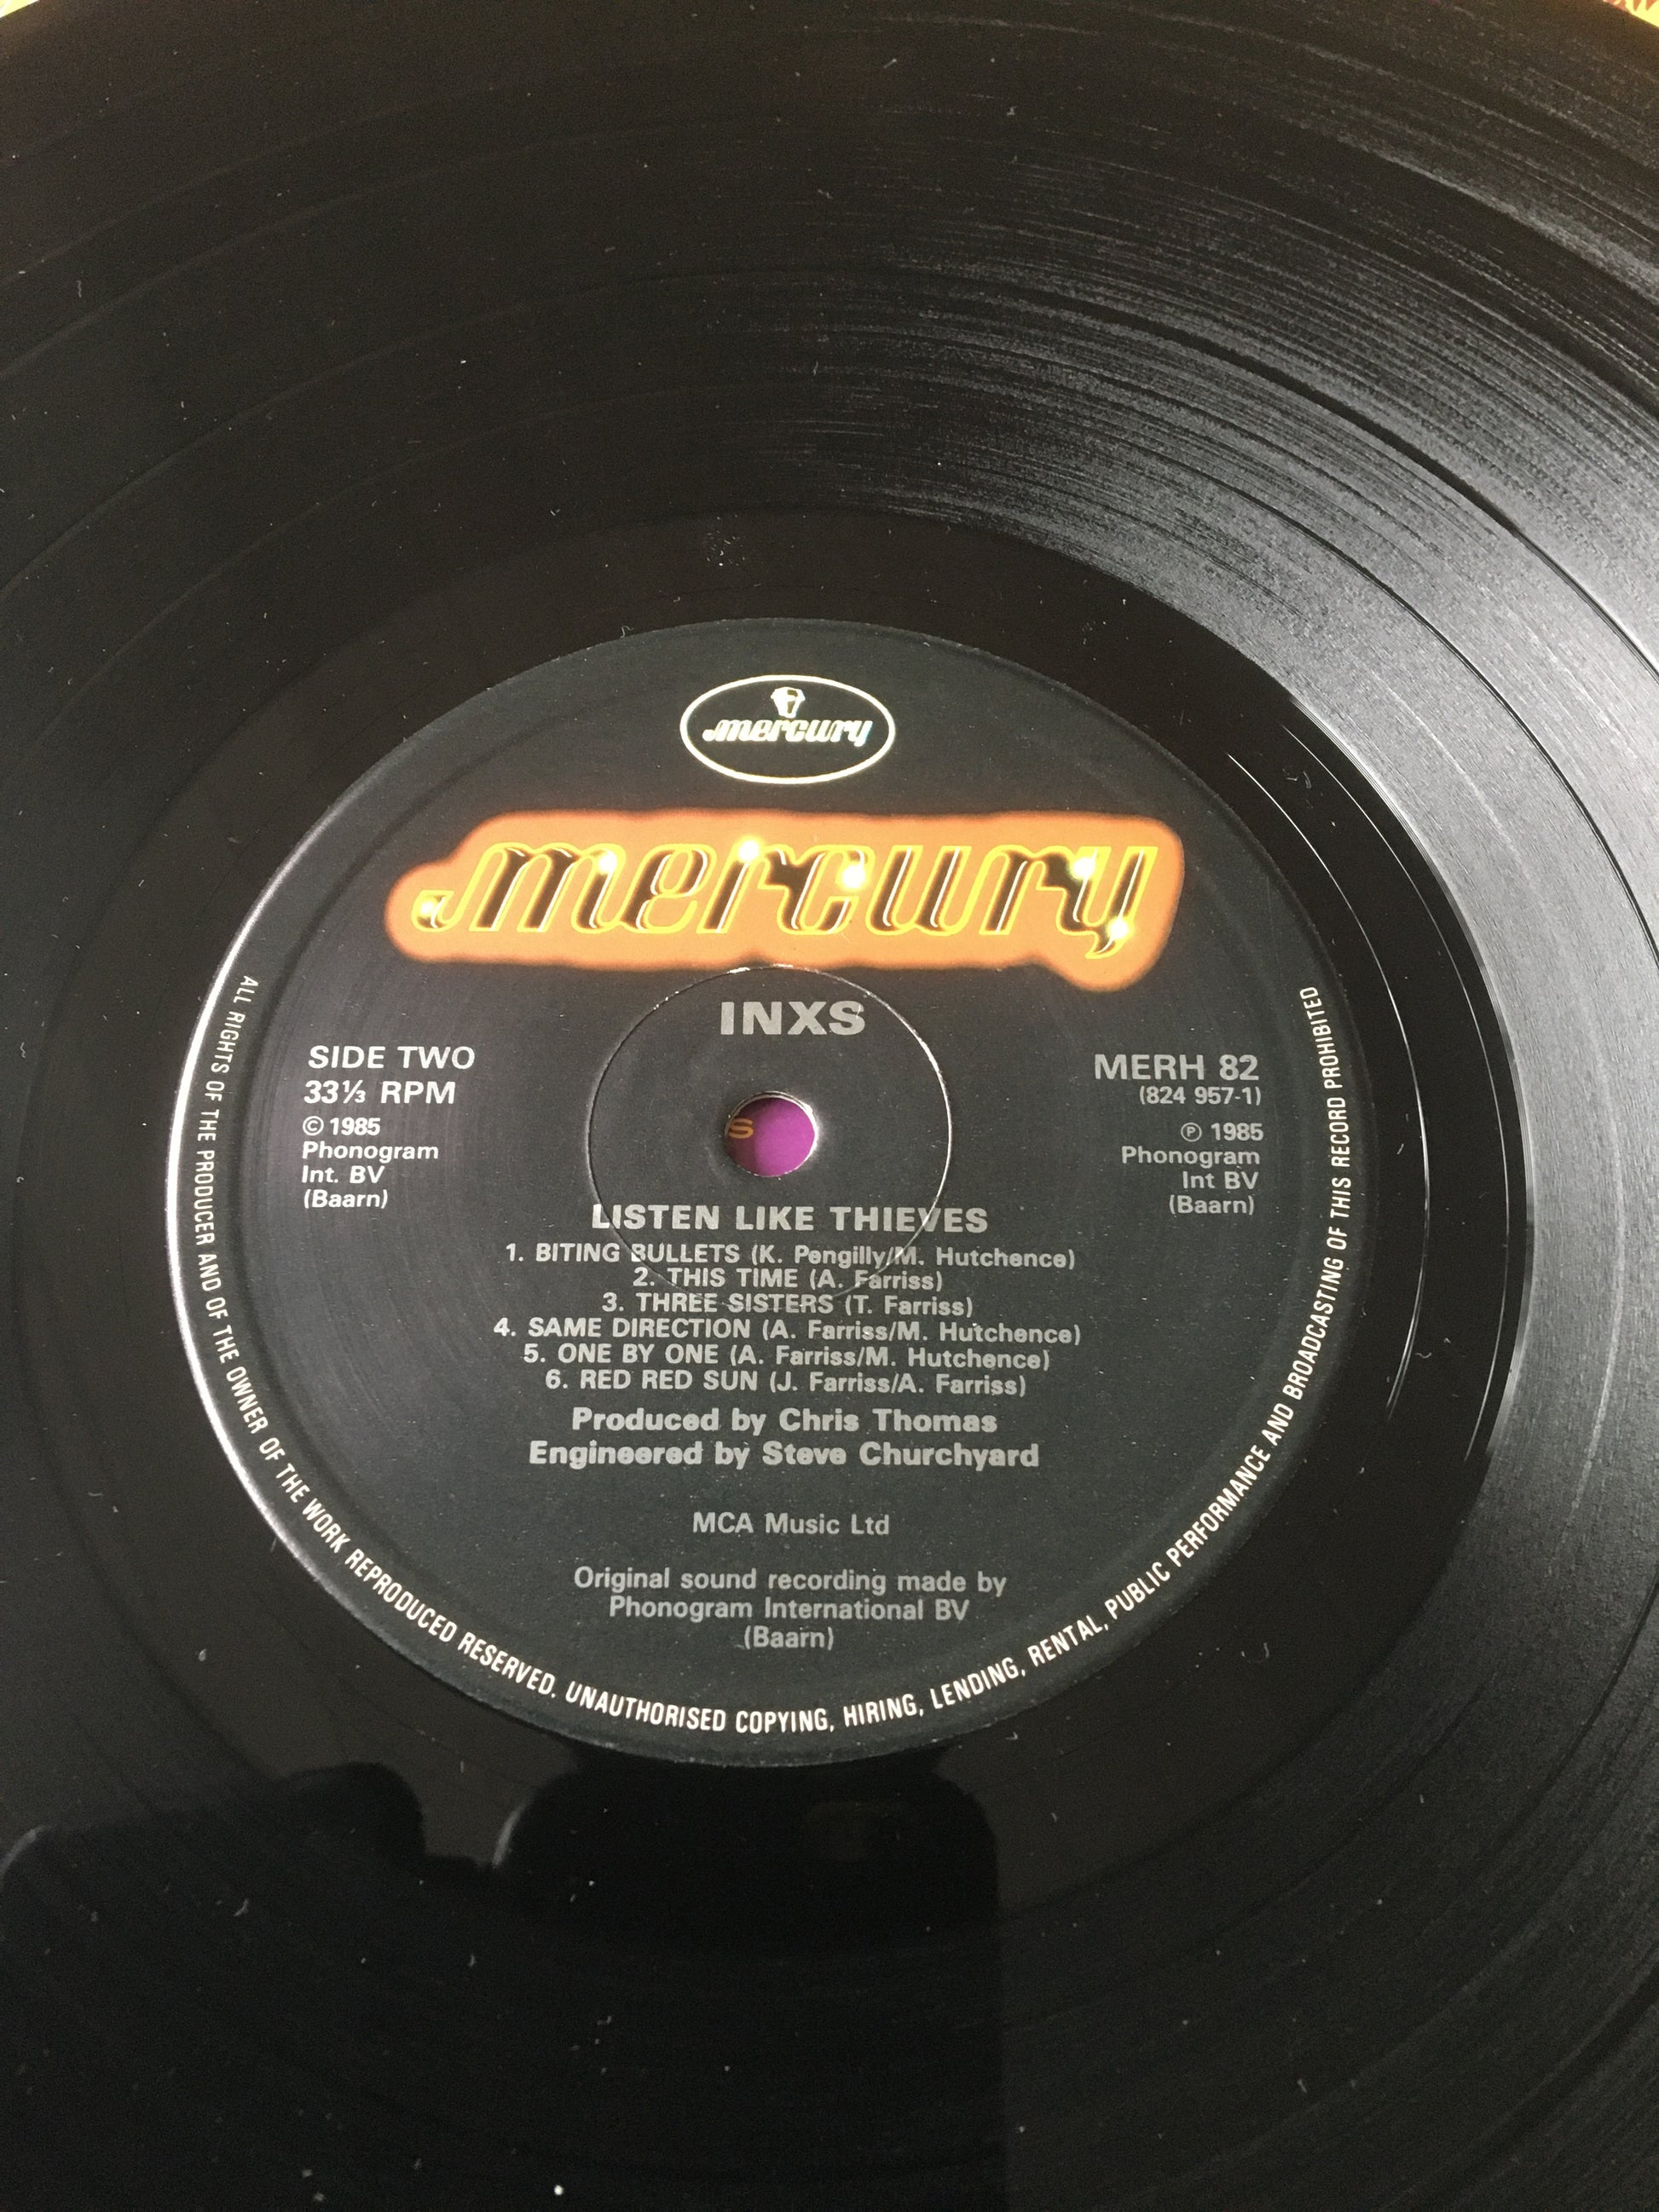 mercury
mercury
INXS
SIDE TWO
33⅓ RPM
© 1985
Phonogram
Int. BV
(Baarn)
MERH 82
(824 957-1)
℗ 1985
Phonogram
Int BV
(Baarn)
S
LISTEN LIKE THIEVES
1. BITING BULLETS (K. Pengilly/M. Hutchence)
2. THIS TIME (A. Farriss)
3. THREE SISTERS (T. Farriss)
4. SAME DIRECTION (A. Farriss/M. Hutchence)
5. ONE BY ONE (A. Farriss/M. Hutchence)
6. RED RED SUN (J. Farriss/A. Farriss)
Produced by Chris Thomas
Engineered by Steve Churchyard
MCA Music Ltd
Original sound recording made by
Phonogram International BV
(Baarn)
ALL RIGHTS OF THE PRODUCER AND OF THE OWNER OF THE WORK REPRODUCED RESERVED. UNAUTHORISED COPYING, HIRING, LENDING, RENTAL, PUBLIC PERFORMANCE AND BROADCASTING OF THIS RECORD PROHIBITED